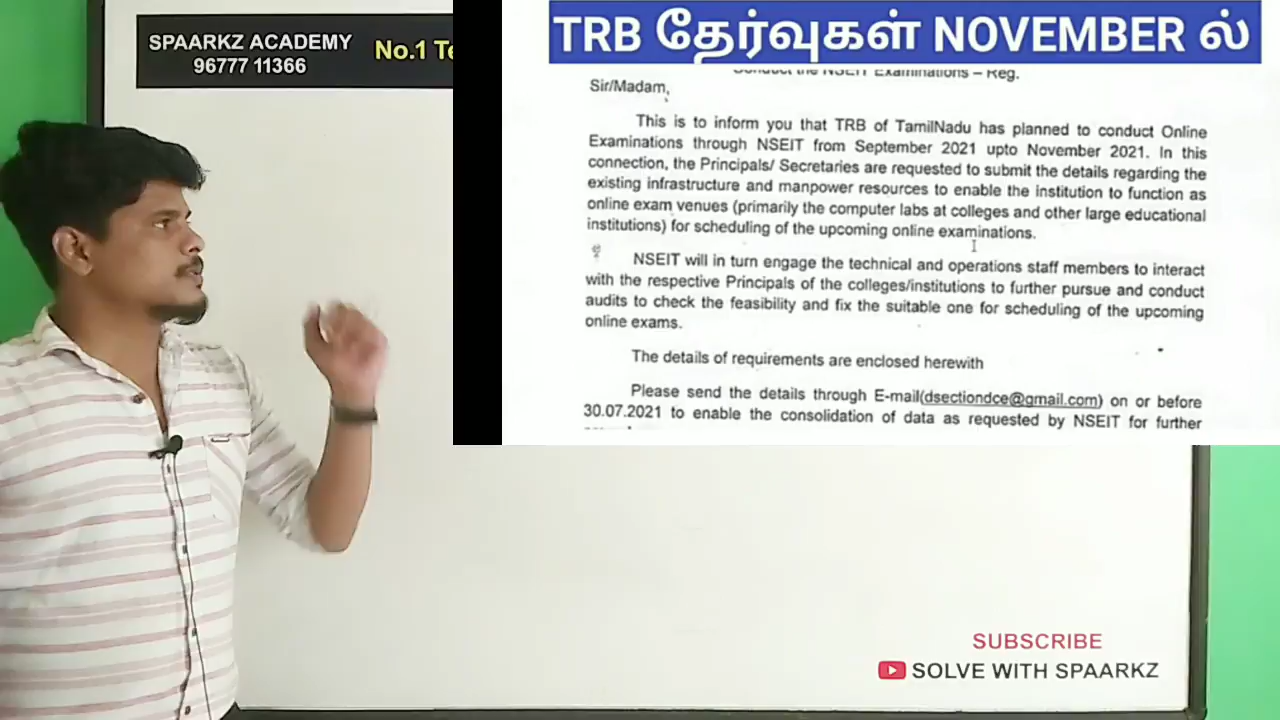 SPAARKZ ACADEMY
96777 11366
No.1 Te
TRB தேர்வுகள் NOVEMBER ல்
Conduct the NSEIT Examinations – Reg.
Sir/Madam,
This is to inform you that TRB of TamilNadu has planned to conduct Online
Examinations through NSEIT from September 2021 upto November 2021. In this
connection, the Principals/ Secretaries are requested to submit the details regarding the
existing infrastructure and manpower resources to enable the institution to function as
online exam venues (primarily the computer labs at colleges and other large educational
institutions) for scheduling of the upcoming online examinations.
NSEIT will in turn engage the technical and operations staff members to interact
with the respective Principals of the colleges/institutions to further pursue and conduct
audits to check the feasibility and fix the suitable one for scheduling of the upcoming
online exams.
The details of requirements are enclosed herewith
Please send the details through E-mail(dsectiondce@gmail.com) on or before
30.07.2021 to enable the consolidation of data as requested by NSEIT for further
SUBSCRIBE
SOLVE WITH SPAARKZ